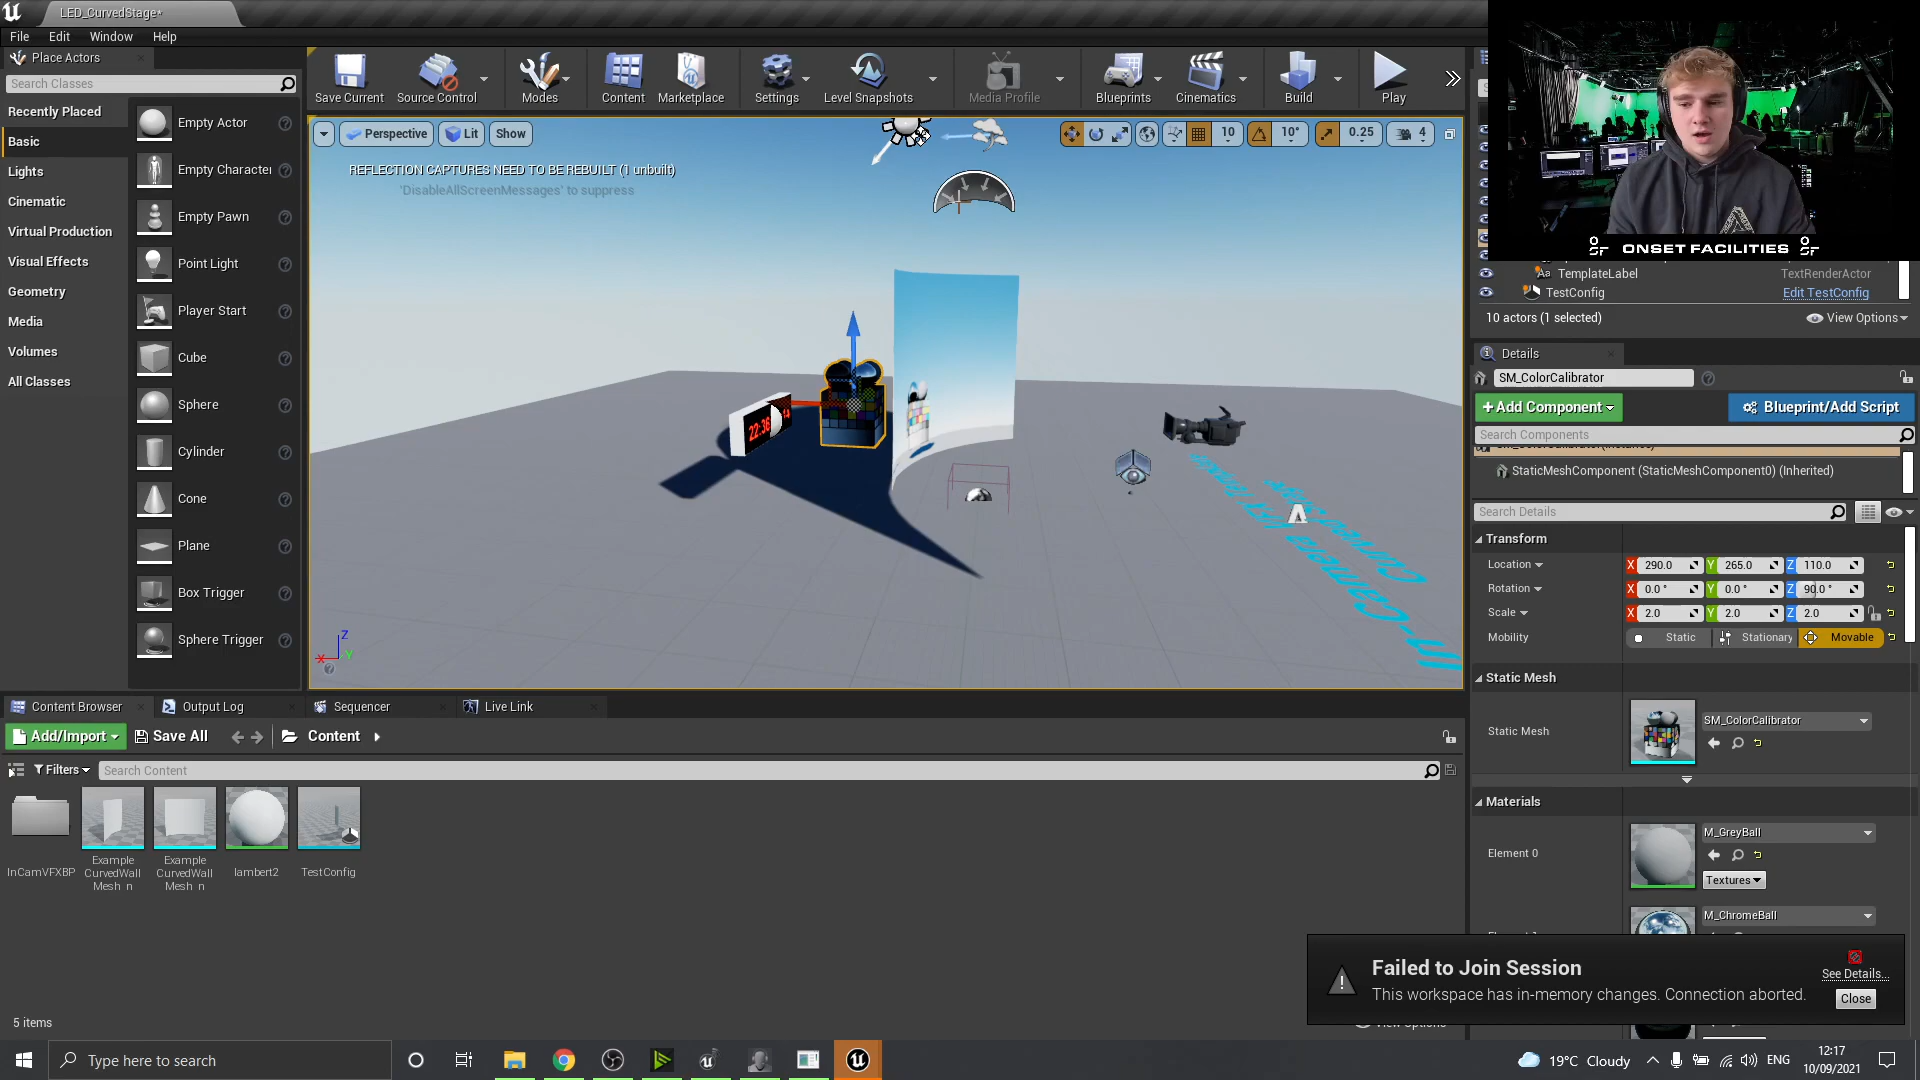 LED_CurvedStage*
File Edit Window Help
Place Actors
Search Classes
Recently Placed
Basic
Lights
Cinematic
Virtual Production
Visual Effects
Geometry
Media
Volumes
All Classes
Empty Actor
Empty Character
Empty Pawn
Point Light
Player Start
Cube
Sphere
Cylinder
Cone
Plane
Box Trigger
Sphere Trigger
Save Current Source Control Modes Content Marketplace Settings Level Snapshots Media Profile Blueprints Cinematics Build Play
Perspective Lit Show
10 10° 0.25 4
REFLECTION CAPTURES NEED TO BE REBUILT (1 unbuilt)
'DisableAllScreenMessages' to suppress
22:36
Z
X Y
ONSET FACILITIES
TemplateLabel TextRenderActor
TestConfig Edit TestConfig
10 actors (1 selected) View Options
Details
SM_ColorCalibrator
+Add Component Blueprint/Add Script
Search Components
StaticMeshComponent (StaticMeshComponent0) (Inherited)
Search Details
Transform
Location X 290.0 Y 265.0 Z 110.0
Rotation X 0.0 ° Y 0.0 ° Z 90.0 °
Scale X 2.0 Y 2.0 Z 2.0
Mobility Static Stationary Movable
Static Mesh
Static Mesh SM_ColorCalibrator
Materials
Element 0 M_GreyBall
Textures
M_ChromeBall
Failed to Join Session
This workspace has in-memory changes. Connection aborted.
See Details...
Close
Content Browser Output Log Sequencer Live Link
Add/Import Save All Content
Filters Search Content
InCamVFXBP
Example CurvedWall Mesh n
Example CurvedWall Mesh n
lambert2
TestConfig
5 items
View Options
Type here to search
19°C Cloudy ENG
12:17
10/09/2021